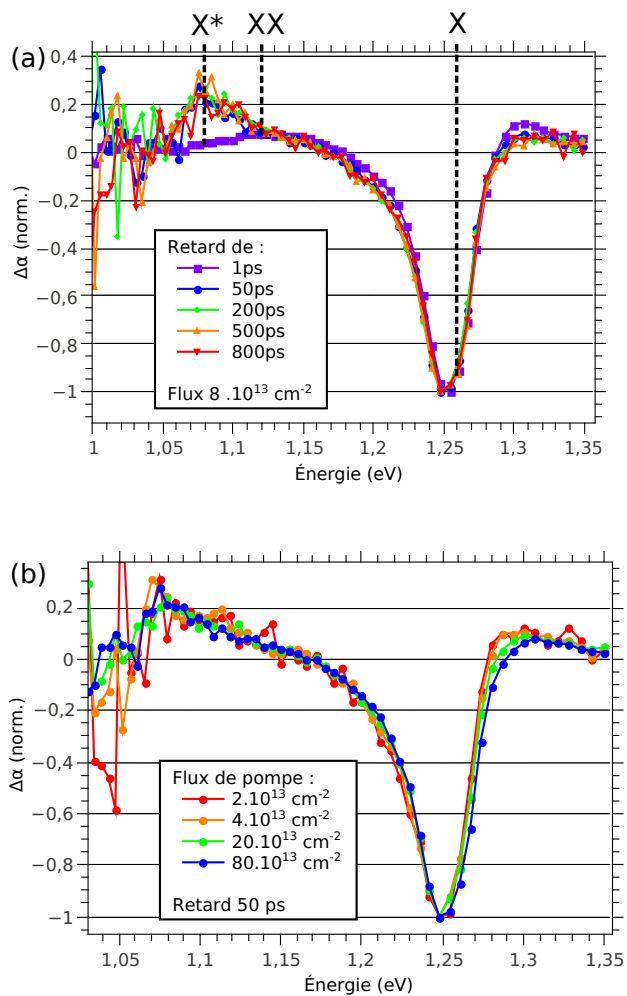 X* XX X
(a)
0,4
0,2
0
−0,2
−0,4
−0,6
−0,8
−1
Δα (norm.)
Retard de :
1ps
50ps
200ps
500ps
800ps
Flux 8 .10¹³ cm⁻²
1 1,05 1,1 1,15 1,2 1,25 1,3 1,35
Énergie (eV)
(b)
0,2
0
−0,2
−0,4
−0,6
−0,8
−1
Δα (norm.)
Flux de pompe :
2.10¹³ cm⁻²
4.10¹³ cm⁻²
20.10¹³ cm⁻²
80.10¹³ cm⁻²
Retard 50 ps
1,05 1,1 1,15 1,2 1,25 1,3 1,35
Énergie (eV)